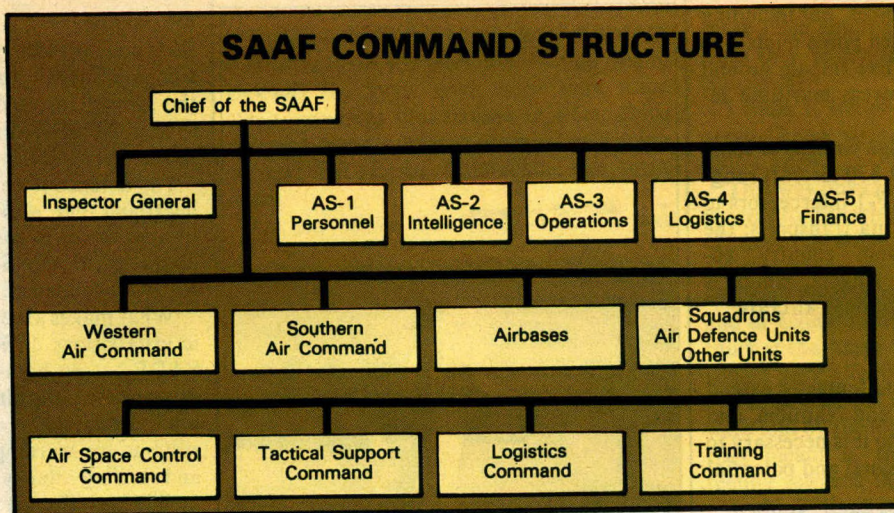 SAAF COMMAND STRUCTURE
Chief of the SAAF
Inspector General
AS-1
Personnel
AS-2
Intelligence
AS-3
Operations
AS-4
Logistics
AS-5
Finance
Western
Air Command
Southern
Air Command
Airbases
Squadrons
Air Defence Units
Other Units
Air Space Control
Command
Tactical Support
Command
Logistics
Command
Training
Command